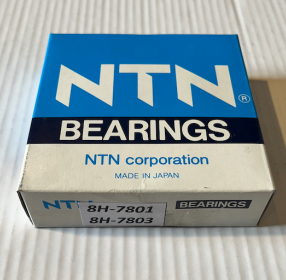 NTN®
BEARINGS
NTN corporation
MADE IN JAPAN
NTN BEARINGS
8H-7801
8H-7803